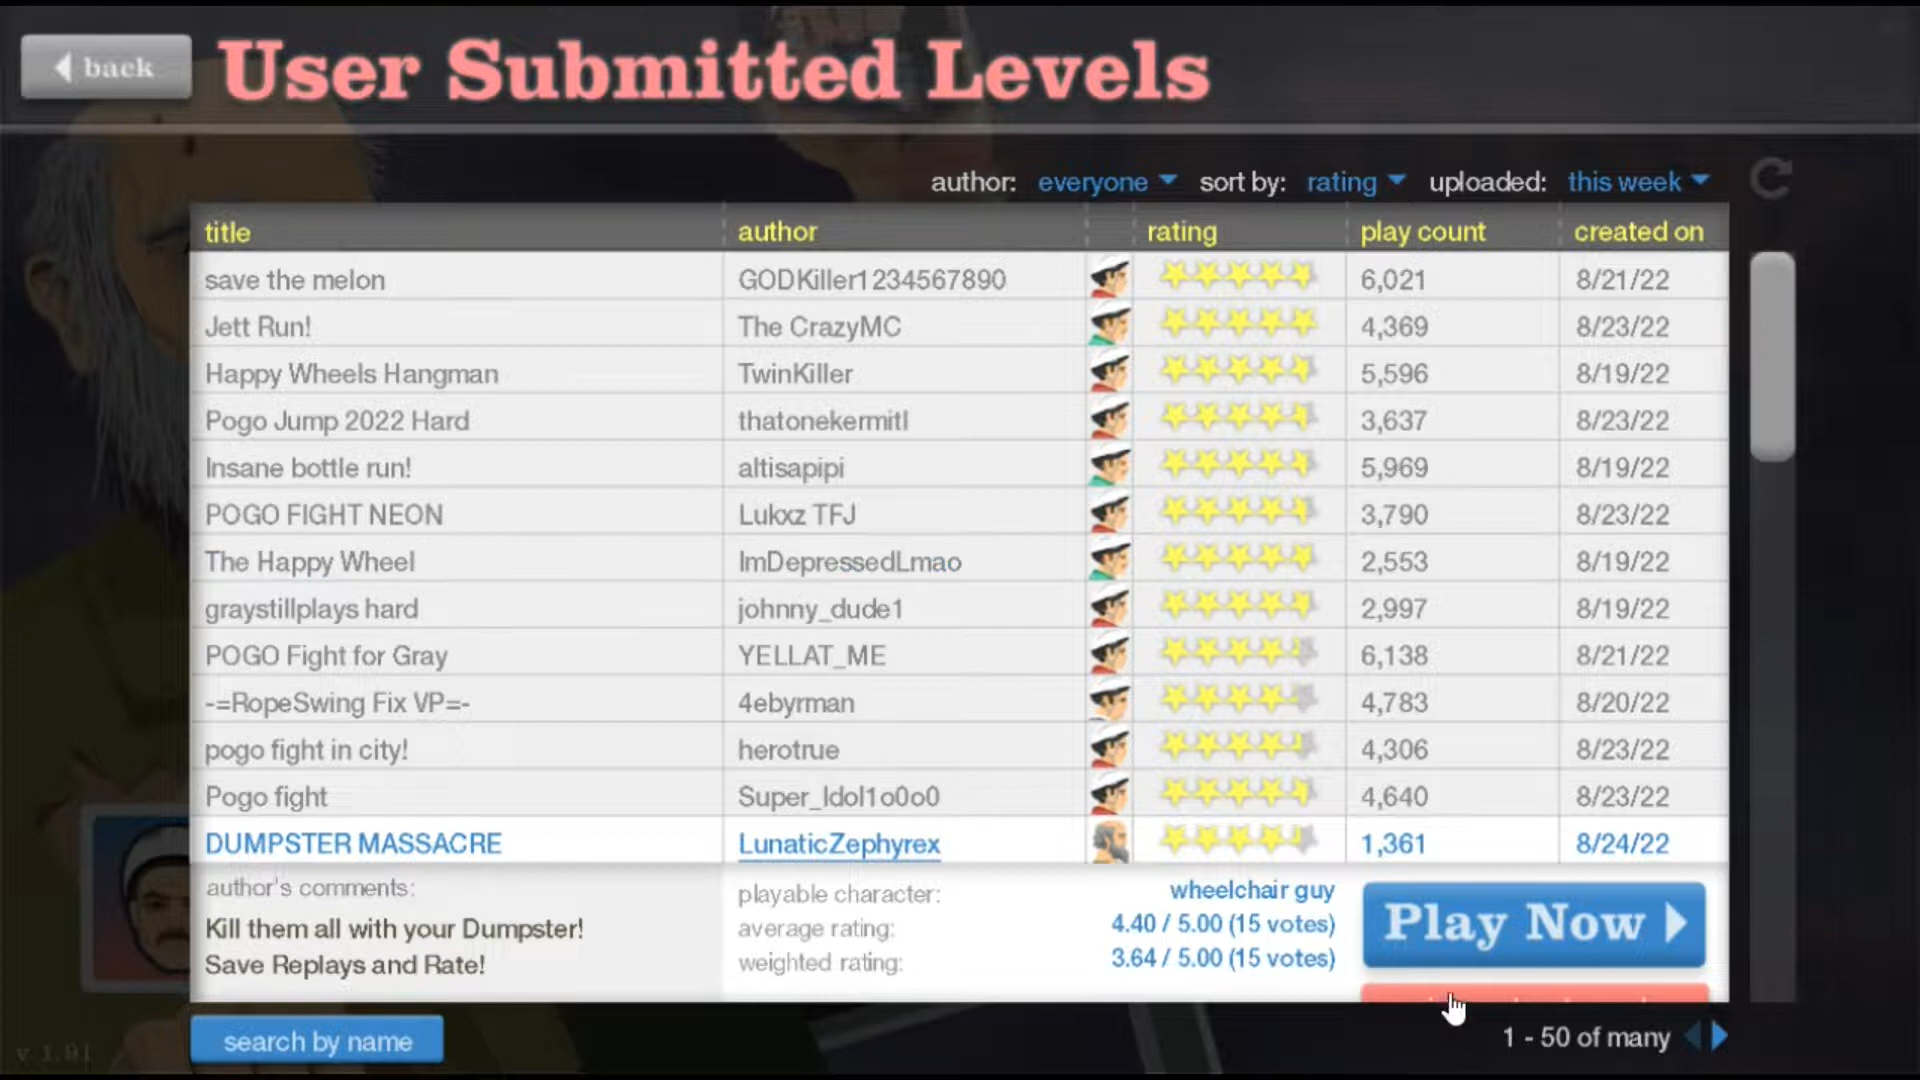 back
User Submitted Levels
author: everyone sort by: rating uploaded: this week
title author rating play count created on
save the melon GODKiller1234567890 6,021 8/21/22
Jett Run! The CrazyMC 4,369 8/23/22
Happy Wheels Hangman TwinKiller 5,596 8/19/22
Pogo Jump 2022 Hard thatonekermitl 3,637 8/23/22
Insane bottle run! altisapipi 5,969 8/19/22
POGO FIGHT NEON Lukxz TFJ 3,790 8/23/22
The Happy Wheel ImDepressedLmao 2,553 8/19/22
graystillplays hard johnny_dude1 2,997 8/19/22
POGO Fight for Gray YELLAT_ME 6,138 8/21/22
-=RopeSwing Fix VP=- 4ebyrman 4,783 8/20/22
pogo fight in city! herotrue 4,306 8/23/22
Pogo fight Super_Idol1o0o0 4,640 8/23/22
DUMPSTER MASSACRE LunaticZephyrex 1,361 8/24/22
author's comments: playable character: wheelchair guy
Kill them all with your Dumpster! average rating: 4.40 / 5.00 (15 votes) Play Now
Save Replays and Rate! weighted rating: 3.64 / 5.00 (15 votes)
search by name 1 - 50 of many
v 1.91